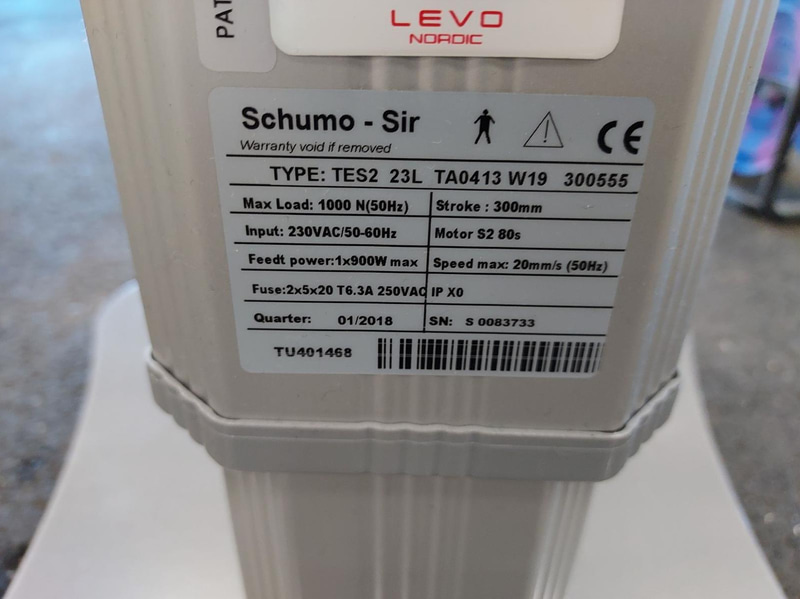 PAT
LEVO
NORDIC
Schumo - Sir
CE
Warranty void if removed
TYPE: TES2 23L TA0413 W19 300555
Max Load: 1000 N(50Hz) Stroke : 300mm
Input: 230VAC/50-60Hz Motor S2 80s
Feedt power:1x900W max Speed max: 20mm/s (50Hz)
Fuse:2x5x20 T6.3A 250VAC IP X0
Quarter: 01/2018 SN: S 0083733
TU401468